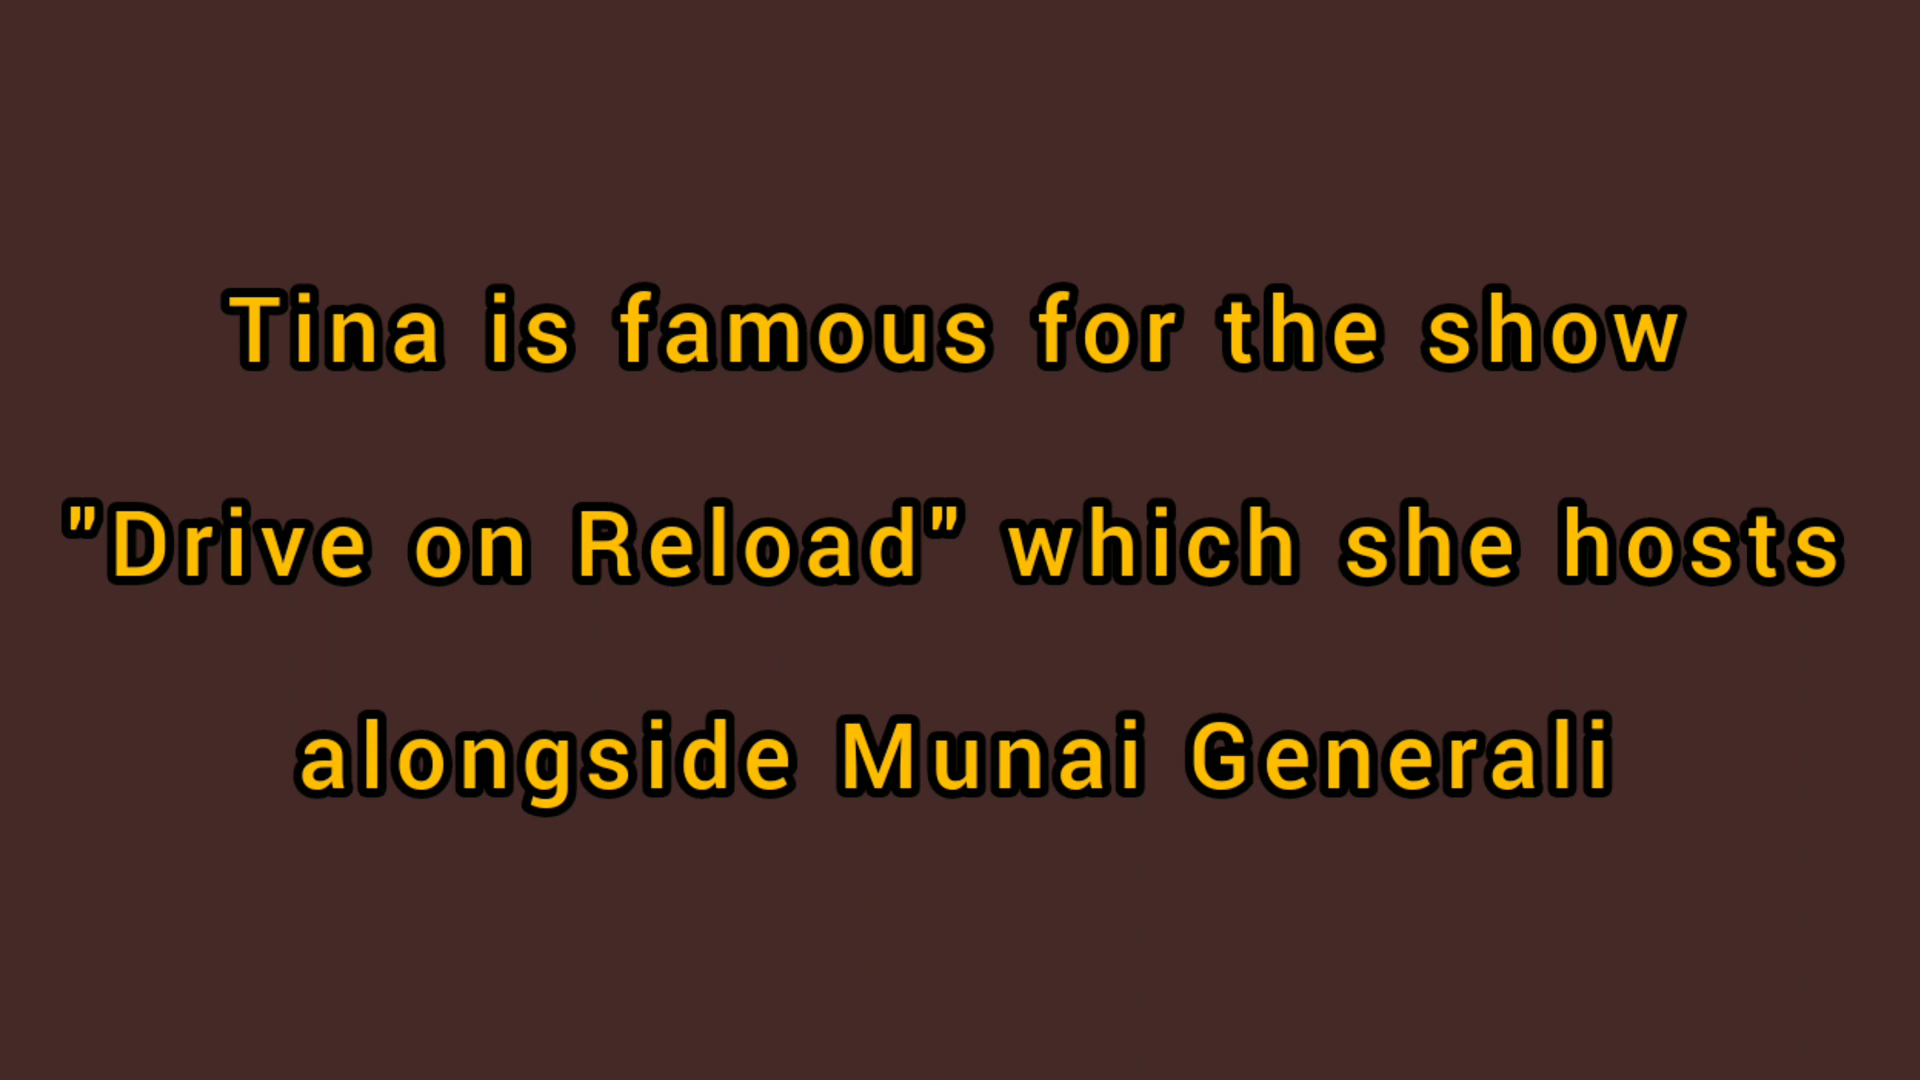 Tina is famous for the show
"Drive on Reload" which she hosts
alongside Munai Generali